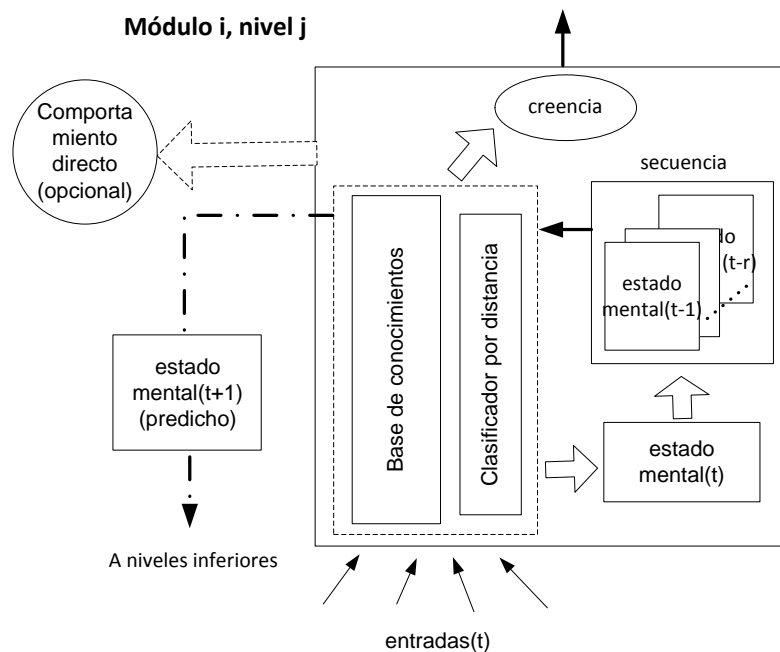 Módulo i, nivel j
Comporta
miento
directo
(opcional)
creencia
secuencia
do
(t-r)
estado
mental(t-1)
Base de conocimientos
Clasificador por distancia
estado
mental(t+1)
(predicho)
estado
mental(t)
A niveles inferiores
entradas(t)